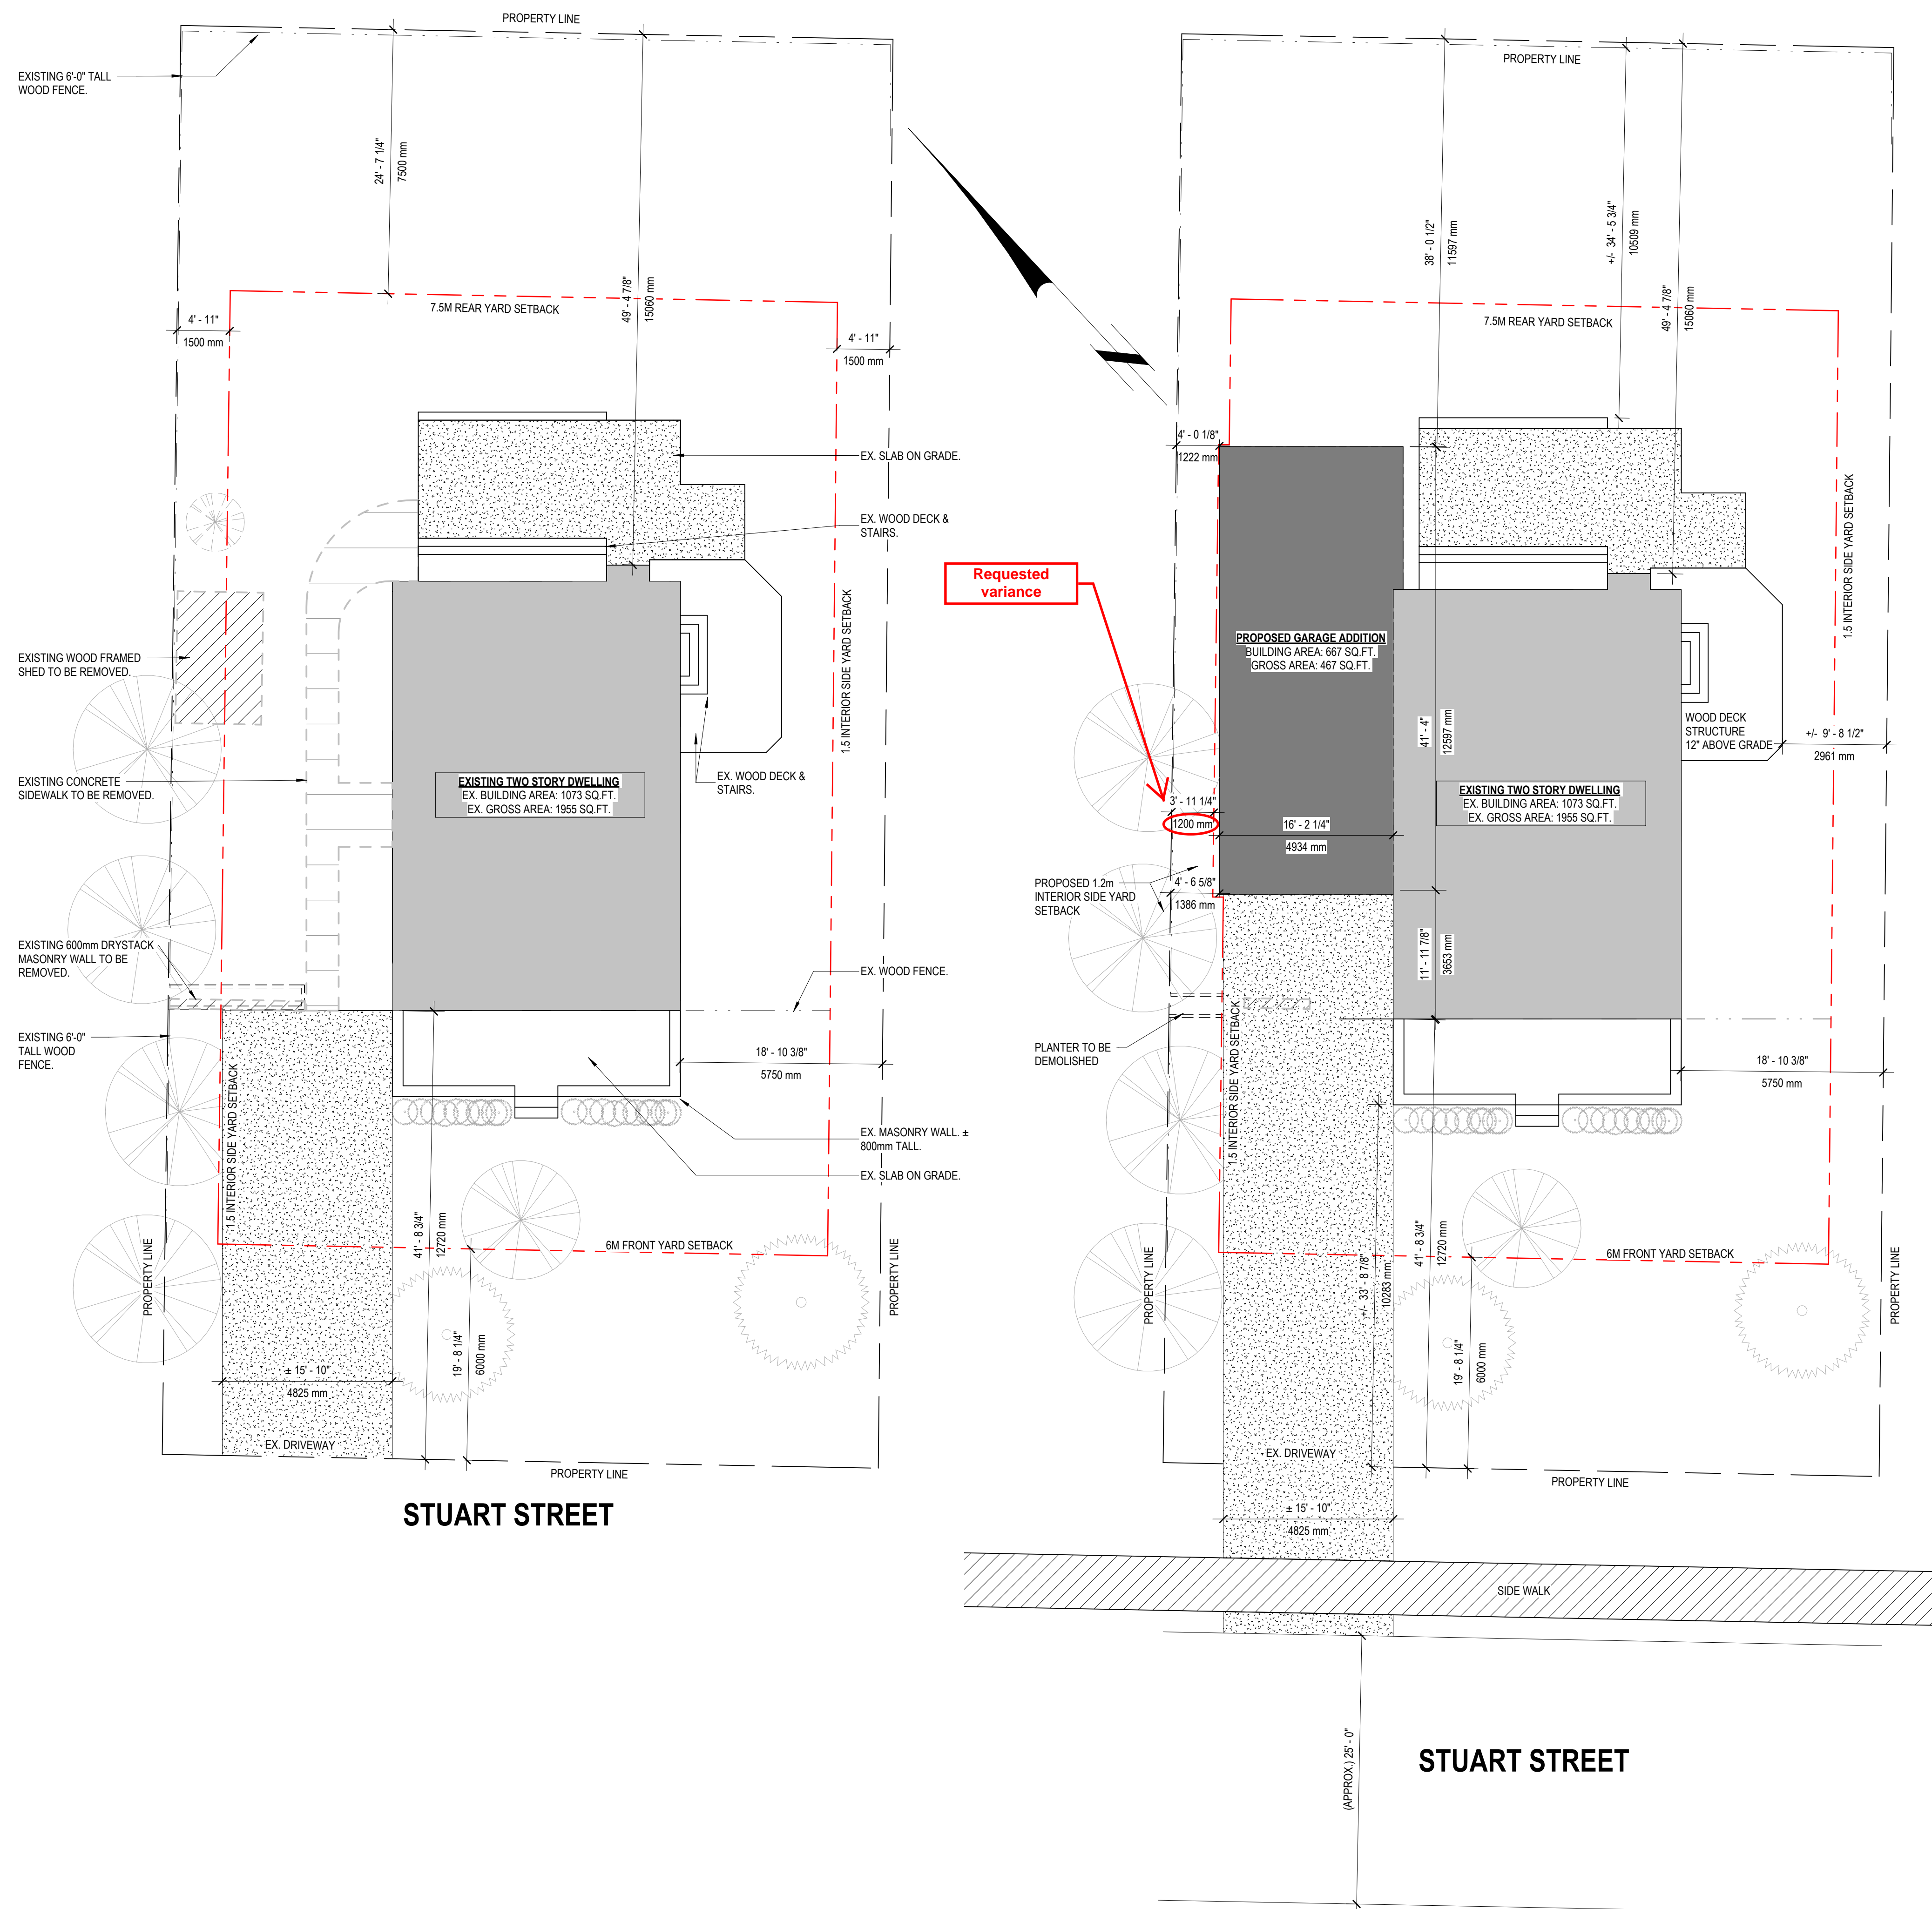 PROPERTY LINE
EXISTING 6'-0" TALL
WOOD FENCE.
24' - 7 1/4"
7500 mm
49' - 4 7/8"
15060 mm
7.5M REAR YARD SETBACK
4' - 11"
1500 mm
4' - 11"
1500 mm
EX. SLAB ON GRADE.
EX. WOOD DECK &
STAIRS.
1.5 INTERIOR SIDE YARD SETBACK
EXISTING WOOD FRAMED
SHED TO BE REMOVED.
EXISTING CONCRETE
SIDEWALK TO BE REMOVED.
EXISTING TWO STORY DWELLING
EX. BUILDING AREA: 1073 SQ.FT.
EX. GROSS AREA: 1955 SQ.FT.
EX. WOOD DECK &
STAIRS.
EXISTING 600mm DRYSTACK
MASONRY WALL TO BE
REMOVED.
EX. WOOD FENCE.
EXISTING 6'-0"
TALL WOOD
FENCE.
18' - 10 3/8"
5750 mm
1.5 INTERIOR SIDE YARD SETBACK
EX. MASONRY WALL. ±
800mm TALL.
EX. SLAB ON GRADE.
41' - 8 3/4"
12720 mm
6M FRONT YARD SETBACK
PROPERTY LINE
PROPERTY LINE
19' - 8 1/4"
6000 mm
± 15' - 10"
4825 mm
EX. DRIVEWAY
PROPERTY LINE
STUART STREET
PROPERTY LINE
38' - 0 1/2"
11597 mm
+/- 34' - 5 3/4"
10509 mm
49' - 4 7/8"
15060 mm
7.5M REAR YARD SETBACK
4' - 0 1/8"
1222 mm
1.5 INTERIOR SIDE YARD SETBACK
Requested
variance
PROPOSED GARAGE ADDITION
BUILDING AREA: 667 SQ.FT.
GROSS AREA: 467 SQ.FT.
41' - 4"
12597 mm
WOOD DECK
STRUCTURE
12" ABOVE GRADE
+/- 9' - 8 1/2"
2961 mm
EXISTING TWO STORY DWELLING
EX. BUILDING AREA: 1073 SQ.FT.
EX. GROSS AREA: 1955 SQ.FT.
3' - 11 1/4"
1200 mm
16' - 2 1/4"
4934 mm
PROPOSED 1.2m
INTERIOR SIDE YARD
SETBACK
4' - 6 5/8"
1386 mm
11' - 11 7/8"
3653 mm
PLANTER TO BE
DEMOLISHED
1.5 INTERIOR SIDE YARD SETBACK
18' - 10 3/8"
5750 mm
+/- 33' - 8 7/8"
10283 mm
41' - 8 3/4"
12720 mm
6M FRONT YARD SETBACK
PROPERTY LINE
PROPERTY LINE
19' - 8 1/4"
6000 mm
EX. DRIVEWAY
PROPERTY LINE
± 15' - 10"
4825 mm
SIDE WALK
(APPROX.) 25' - 0"
STUART STREET